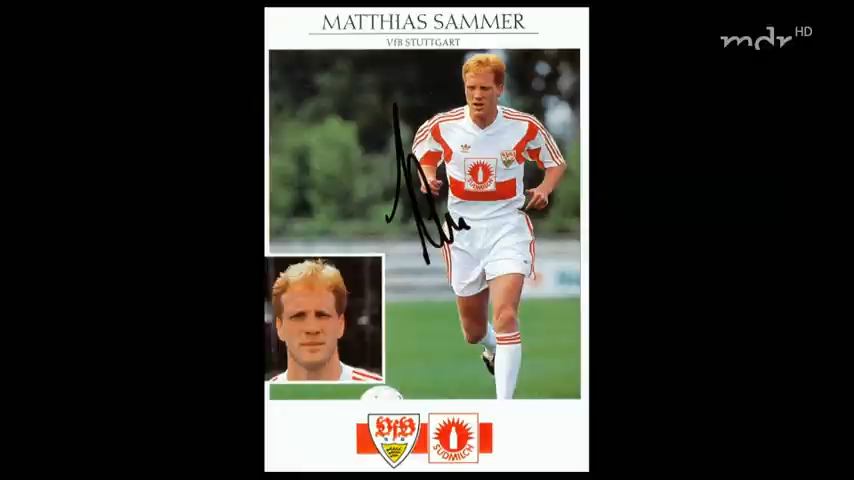 MATTHIAS SAMMER
VfB STUTTGART
mdr HD
SÜDMILCH
VfB
SÜDMILCH